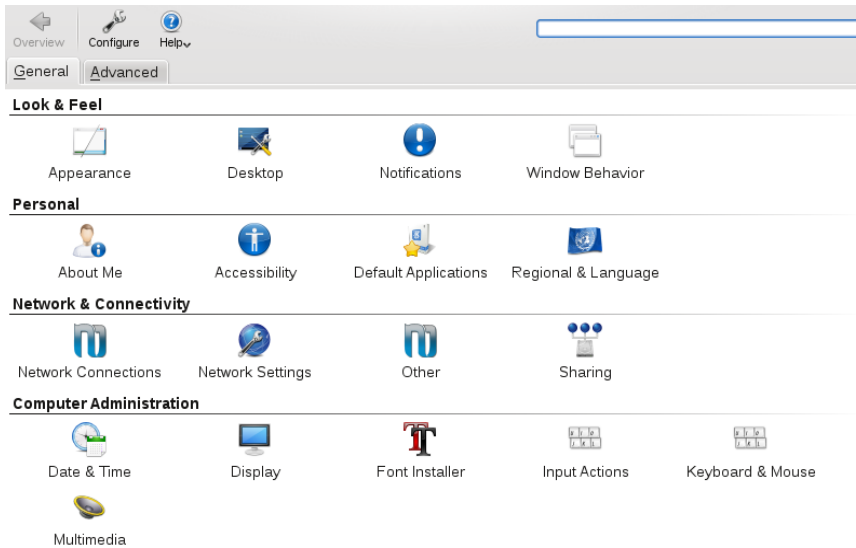 Overview Configure Help
General Advanced
Look & Feel
Appearance Desktop Notifications Window Behavior
Personal
About Me Accessibility Default Applications Regional & Language
Network & Connectivity
Network Connections Network Settings Other Sharing
Computer Administration
Date & Time Display Font Installer Input Actions Keyboard & Mouse
Multimedia